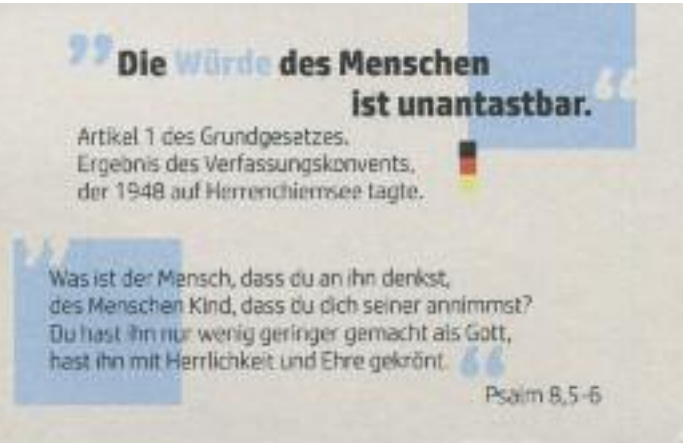 „Die Würde des Menschen
ist unantastbar.“
Artikel 1 des Grundgesetzes.
Ergebnis des Verfassungskonvents,
der 1948 auf Herrenchiemsee tagte.
„Was ist der Mensch, dass du an ihn denkst,
des Menschen Kind, dass du dich seiner annimmst?
Du hast ihn nur wenig geringer gemacht als Gott,
hast ihn mit Herrlichkeit und Ehre gekrönt.“
Psalm 8,5-6